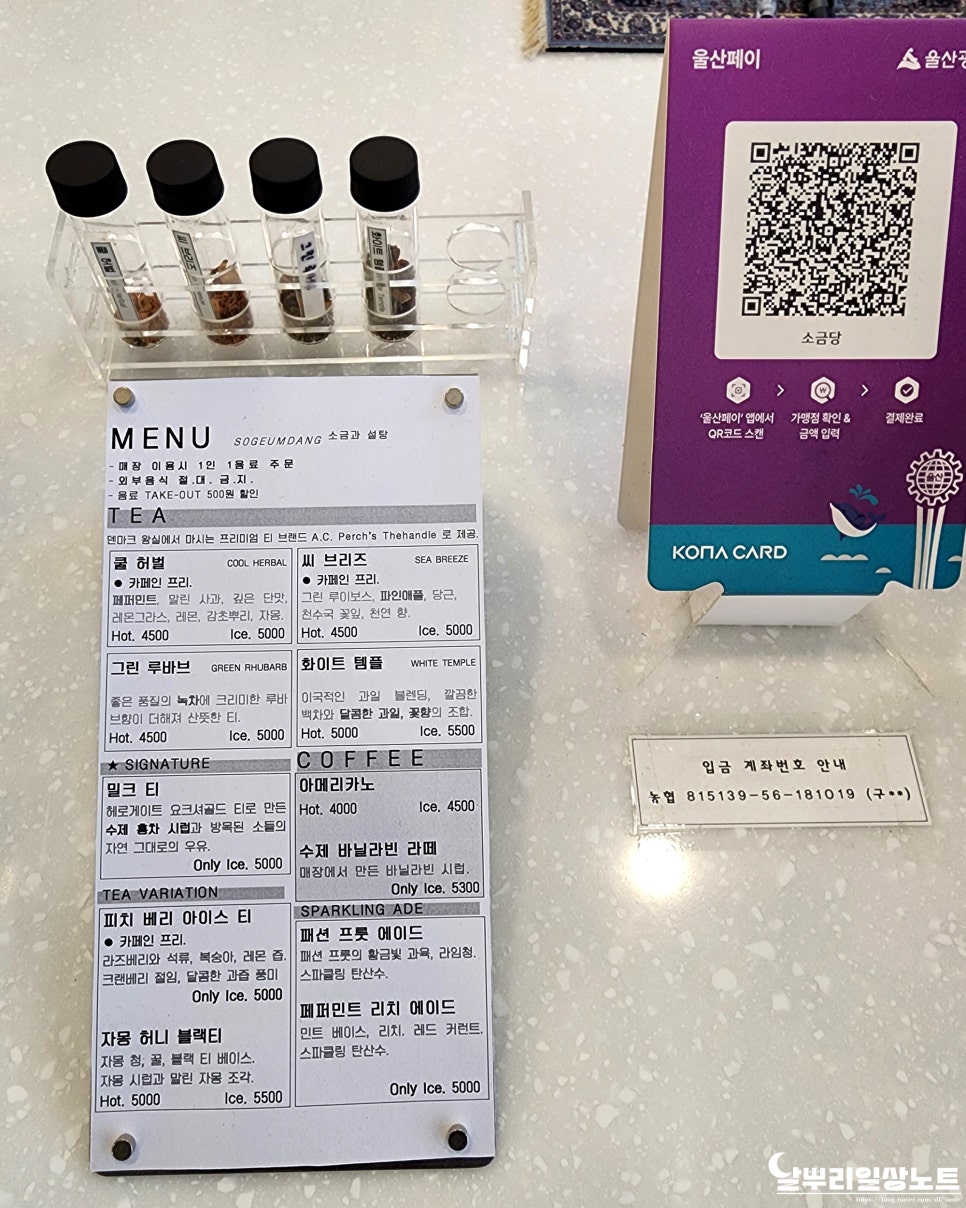 울산페이
울산광
소금당
'울산페이' 앱에서
QR코드 스캔
가맹점 확인 &
금액 입력
결제완료
울산
KONA CARD
쿨 허벌
씨 브리즈
화이트 템플
MENU SOGEUMDANG 소금과 설탕
- 매장 이용시 1인 1음료 주문
- 외부음식 절.대. 금.지.
- 음료 TAKE-OUT 500원 할인
TEA
덴마크 왕실에서 마시는 프리미엄 티 브랜드 A.C. Perch's Thehandle 로 제공.
쿨 허벌 COOL HERBAL
● 카페인 프리.
페퍼민트, 말린 사과, 깊은 단맛,
레몬그라스, 레몬, 감초뿌리, 자몽.
Hot. 4500 Ice. 5000
씨 브리즈 SEA BREEZE
● 카페인 프리.
그린 루이보스, 파인애플, 당근,
천수국 꽃잎, 천연 향.
Hot. 4500 Ice. 5000
그린 루바브 GREEN RHUBARB
좋은 품질의 녹차에 크리미한 루바
브향이 더해져 산뜻한 티.
Hot. 4500 Ice. 5000
화이트 템플 WHITE TEMPLE
이국적인 과일 블렌딩, 깔끔한
백차와 달콤한 과일, 꽃향의 조합.
Hot. 5000 Ice. 5500
★ SIGNATURE
밀크 티
헤로게이트 요크셔골드 티로 만든
수제 홍차 시럽과 방목된 소들의
자연 그대로의 우유.
Only Ice. 5000
COFFEE
아메리카노
Hot. 4000 Ice. 4500
수제 바닐라빈 라떼
매장에서 만든 바닐라빈 시럽.
Only Ice. 5300
TEA VARIATION
피치 베리 아이스 티
● 카페인 프리.
라즈베리와 석류, 복숭아, 레몬 즙.
크랜베리 절임, 달콤한 과즙 풍미
Only Ice. 5000
자몽 허니 블랙티
자몽 청, 꿀, 블랙 티 베이스.
자몽 시럽과 말린 자몽 조각.
Hot. 5000 Ice. 5500
SPARKLING ADE
패션 프룻 에이드
패션 프룻의 황금빛 과육, 라임청.
스파클링 탄산수.
페퍼민트 리치 에이드
민트 베이스, 리치. 레드 커런트.
스파클링 탄산수.
Only Ice. 5000
입금 계좌번호 안내
농협 815139-56-181019 (구**)
날뿌리일상노트